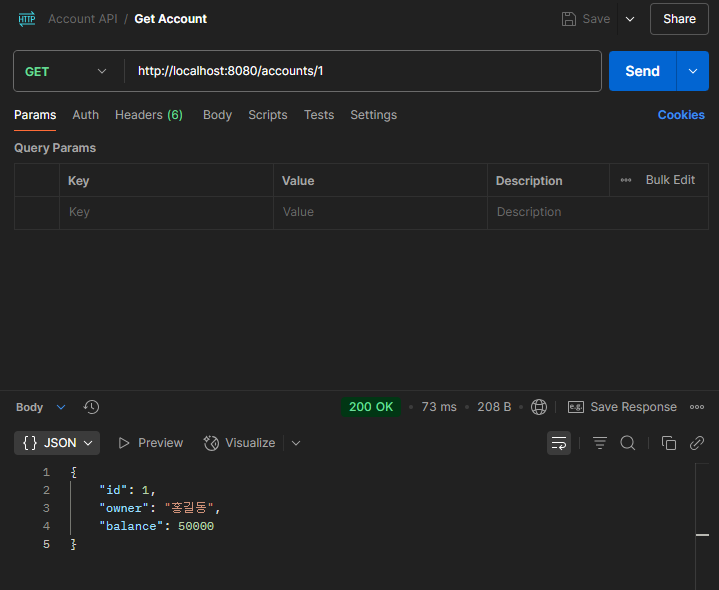 HTTP Account API / Get Account Save Share
GET http://localhost:8080/accounts/1 Send
Params Auth Headers (6) Body Scripts Tests Settings Cookies
Query Params
Key Value Description Bulk Edit
Key Value Description
Body 200 OK 73 ms 208 B e.g. Save Response
{} JSON Preview Visualize
1 {
2 "id": 1,
3 "owner": "홍길동",
4 "balance": 50000
5 }